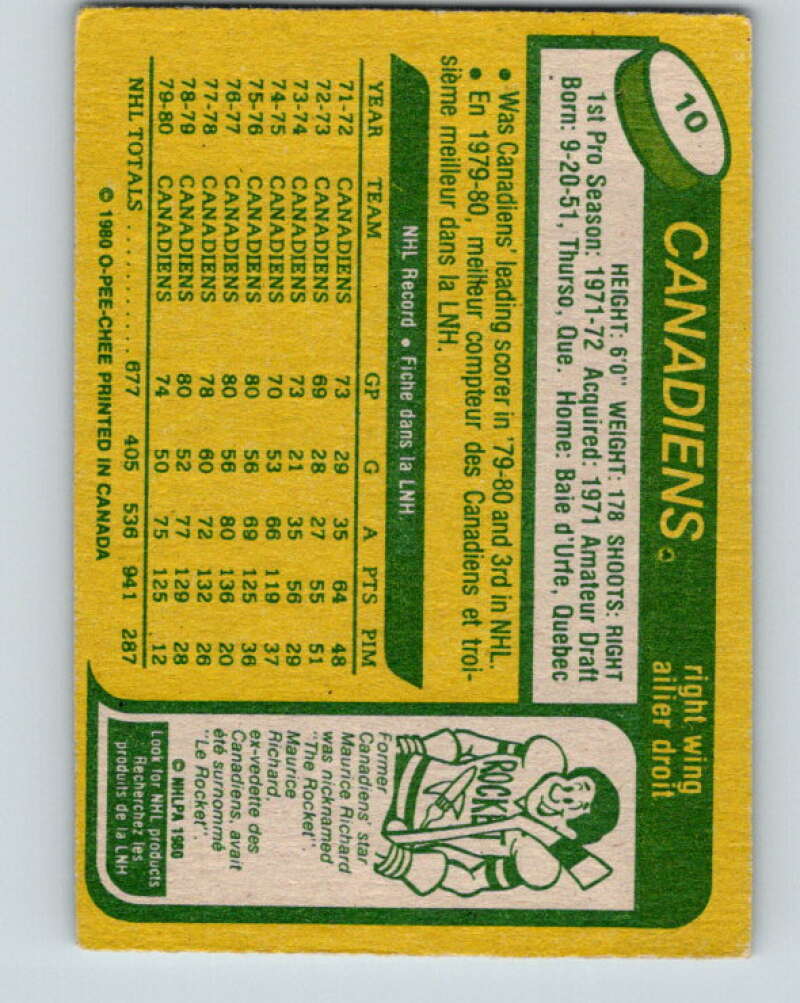 10
CANADIENS
right wing
ailier droit
HEIGHT: 6'0" WEIGHT: 178 SHOOTS: RIGHT
1st Pro Season: 1971-72 Acquired: 1971 Amateur Draft
Born: 9-20-51, Thurso, Que. Home: Baie d'Urfe, Quebec
• Was Canadiens' leading scorer in '79-80 and 3rd in NHL.
• En 1979-80, meilleur compteur des Canadiens et troi-
sième meilleur dans la LNH.
NHL Record • Fiche dans la LNH
YEAR TEAM GP G A PTS PIM
71-72 CANADIENS 73 29 35 64 48
72-73 CANADIENS 69 28 27 55 51
73-74 CANADIENS 73 21 35 56 29
74-75 CANADIENS 70 53 66 119 37
75-76 CANADIENS 80 56 69 125 36
76-77 CANADIENS 80 56 80 136 20
77-78 CANADIENS 78 60 72 132 26
78-79 CANADIENS 80 52 77 129 28
79-80 CANADIENS 74 50 75 125 12
NHL TOTALS ............ 677 405 536 941 287
© 1980 O-PEE-CHEE PRINTED IN CANADA
ROCKET
Former
Canadiens' star
Maurice Richard
was nicknamed
"The Rocket".
Maurice
Richard,
ex-vedette des
Canadiens, avait
été surnommé
"Le Rocket".
© NHLPA 1980
Look for NHL products
Recherchez les
produits de la LNH